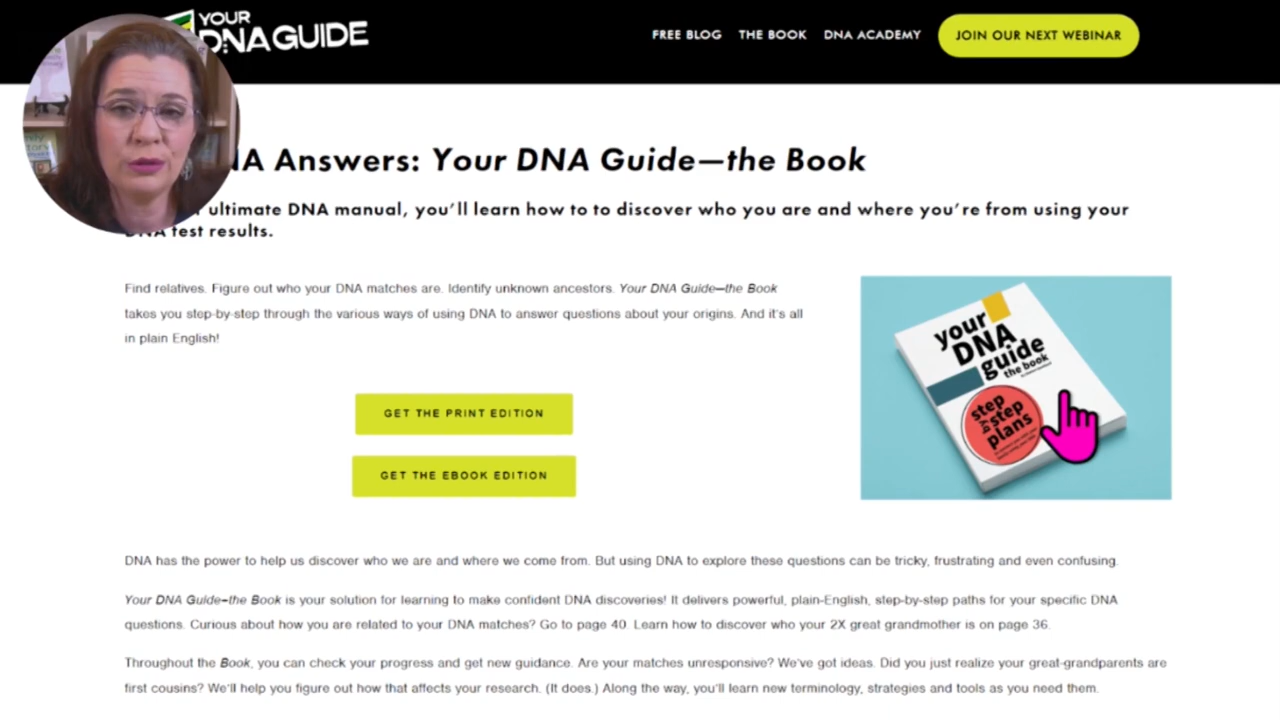 YOUR
DNA GUIDE
FREE BLOG THE BOOK DNA ACADEMY JOIN OUR NEXT WEBINAR
Answers: Your DNA Guide—the Book
ultimate DNA manual, you'll learn how to to discover who you are and where you're from using your
DNA test results.
Find relatives. Figure out who your DNA matches are. Identify unknown ancestors. Your DNA Guide—the Book
takes you step-by-step through the various ways of using DNA to answer questions about your origins. And it's all
in plain English!
your
DNA
guide
the book
step
by step
plans
GET THE PRINT EDITION
GET THE EBOOK EDITION
DNA has the power to help us discover who we are and where we come from. But using DNA to explore these questions can be tricky, frustrating and even confusing.
Your DNA Guide–the Book is your solution for learning to make confident DNA discoveries! It delivers powerful, plain-English, step-by-step paths for your specific DNA
questions. Curious about how you are related to your DNA matches? Go to page 40. Learn how to discover who your 2X great grandmother is on page 36.
Throughout the Book, you can check your progress and get new guidance. Are your matches unresponsive? We've got ideas. Did you just realize your great-grandparents are
first cousins? We'll help you figure out how that affects your research. (It does.) Along the way, you'll learn new terminology, strategies and tools as you need them.